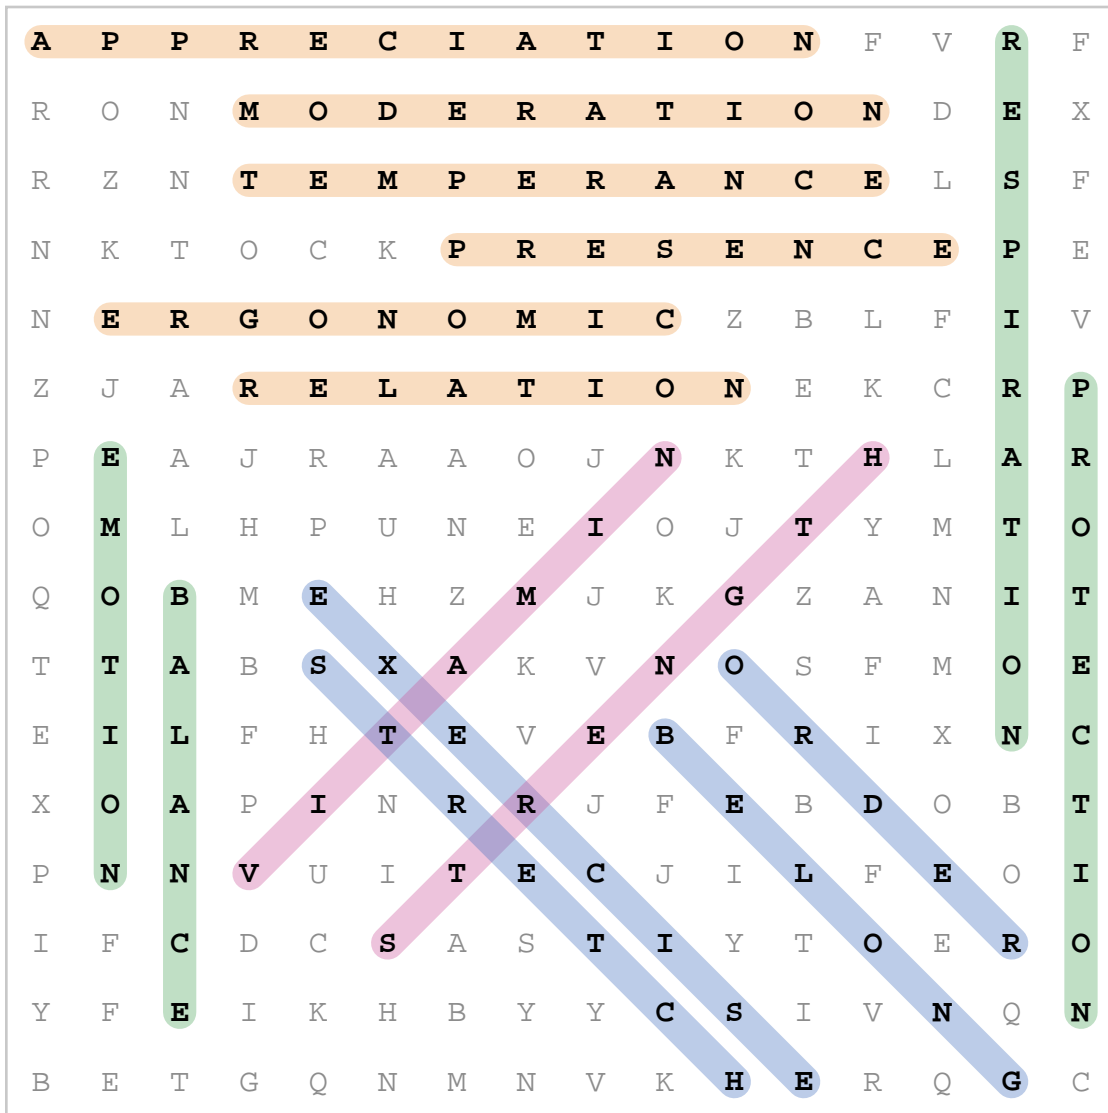 A P P R E C I A T I O N F V R F
R O N M O D E R A T I O N D E X
R Z N T E M P E R A N C E L S F
N K T O C K P R E S E N C E P E
N E R G O N O M I C Z B L F I V
Z J A R E L A T I O N E K C R P
P E A J R A A O J N K T H L A R
O M L H P U N E I O J T Y M T O
Q O B M E H Z M J K G Z A N I T
T T A B S X A K V N O S F M O E
E I L F H T E V E B F R I X N C
X O A P I N R R J F E B D O B T
P N N V U I T E C J I L F E O I
I F C D C S A S T I Y T O E R O
Y F E I K H B Y Y C S I V N Q N
B E T G Q N M N V K H E R Q G C